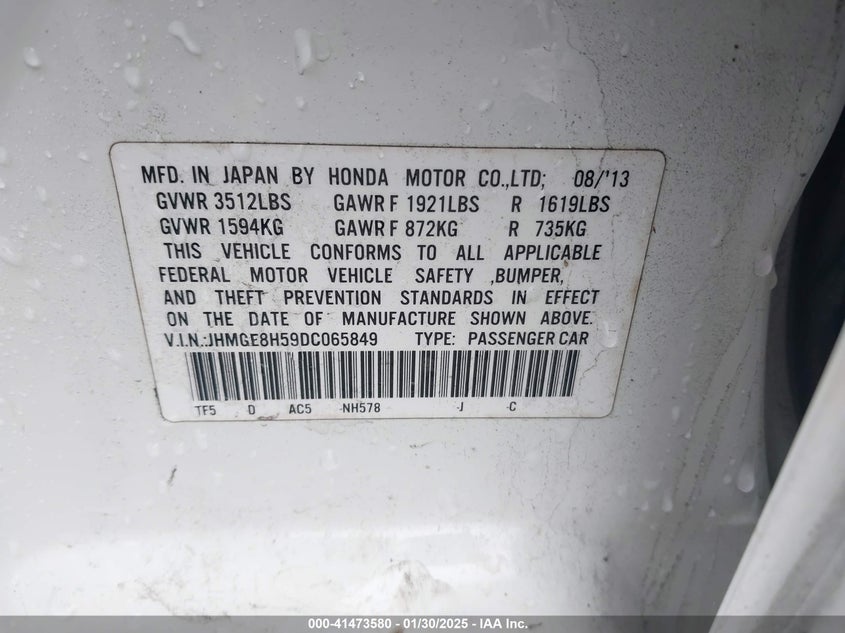 MFD. IN JAPAN BY HONDA MOTOR CO.,LTD; 08/'13
GVWR 3512LBS GAWR F 1921LBS R 1619LBS
GVWR 1594KG GAWR F 872KG R 735KG
THIS VEHICLE CONFORMS TO ALL APPLICABLE
FEDERAL MOTOR VEHICLE SAFETY ,BUMPER,
AND THEFT PREVENTION STANDARDS IN EFFECT
ON THE DATE OF MANUFACTURE SHOWN ABOVE.
V.I.N.:JHMGE8H59DC065849 TYPE: PASSENGER CAR
TF5 D AC5 -NH578 -J -C
000-41473580 - 01/30/2025 - IAA Inc.